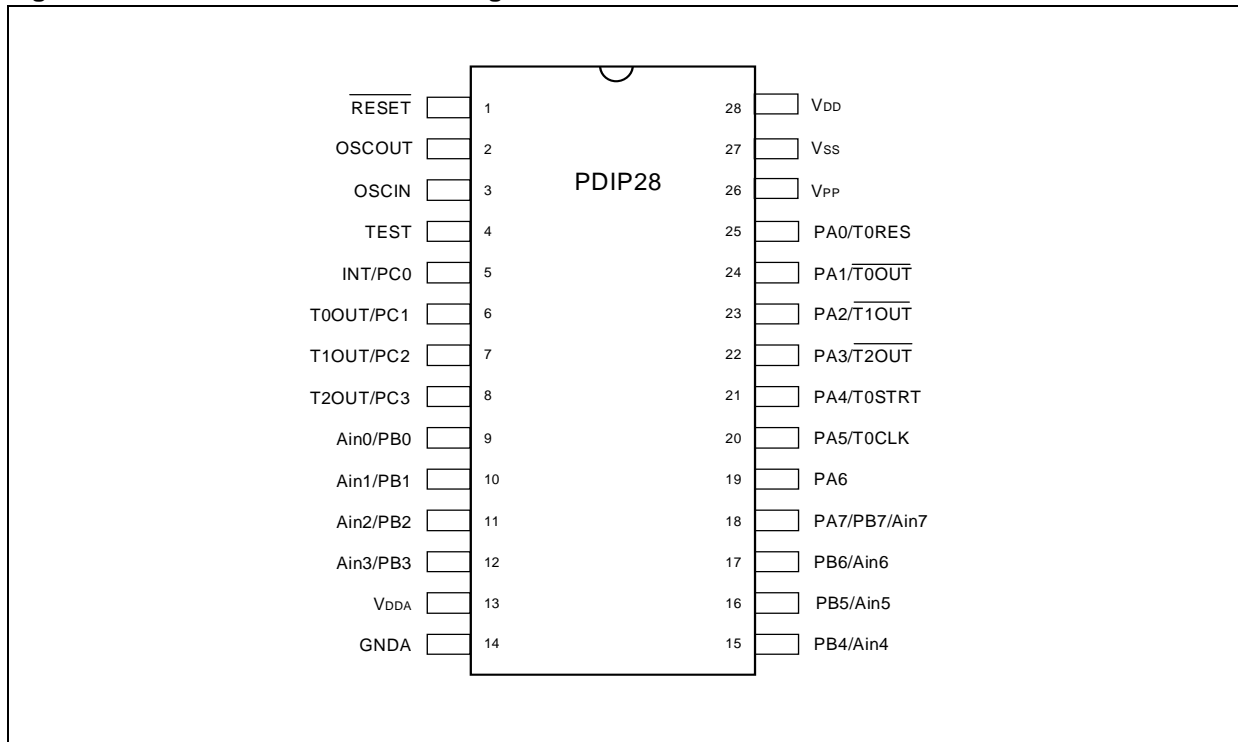 PDIP28
RESET 1
OSCOUT 2
OSCIN 3
TEST 4
INT/PC0 5
T0OUT/PC1 6
T1OUT/PC2 7
T2OUT/PC3 8
Ain0/PB0 9
Ain1/PB1 10
Ain2/PB2 11
Ain3/PB3 12
VDDA 13
GNDA 14
28 VDD
27 VSS
26 VPP
25 PA0/T0RES
24 PA1/T0OUT
23 PA2/T1OUT
22 PA3/T2OUT
21 PA4/T0STRT
20 PA5/T0CLK
19 PA6
18 PA7/PB7/Ain7
17 PB6/Ain6
16 PB5/Ain5
15 PB4/Ain4